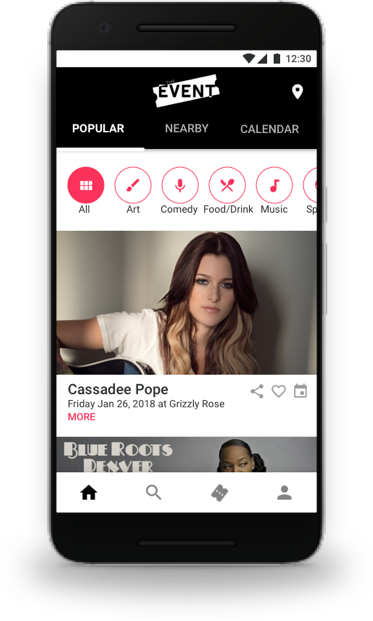 12:30
THE
EVENT
POPULAR
NEARBY
CALENDAR
All
Art
Comedy
Food/Drink
Music
Sp
Cassadee Pope
Friday Jan 26, 2018 at Grizzly Rose
MORE
BLUE ROOTS
DENVER